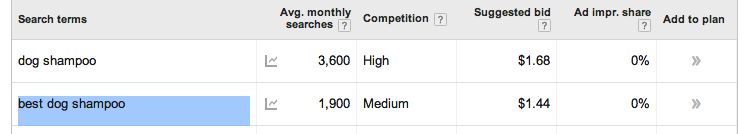 Search terms Avg. monthly searches ? Competition ? Suggested bid ? Ad impr. share ? Add to plan
dog shampoo 3,600 High $1.68 0% »
best dog shampoo 1,900 Medium $1.44 0% »